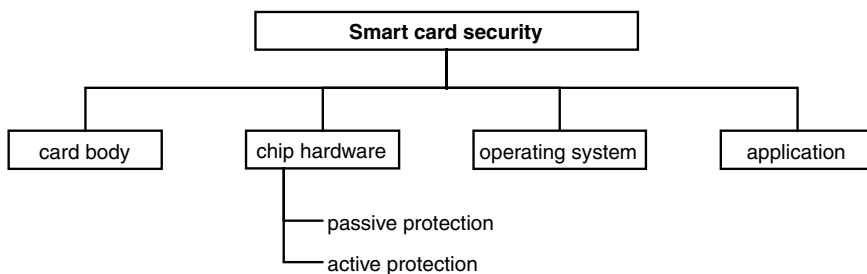 Smart card security
card body
chip hardware
operating system
application
passive protection
active protection